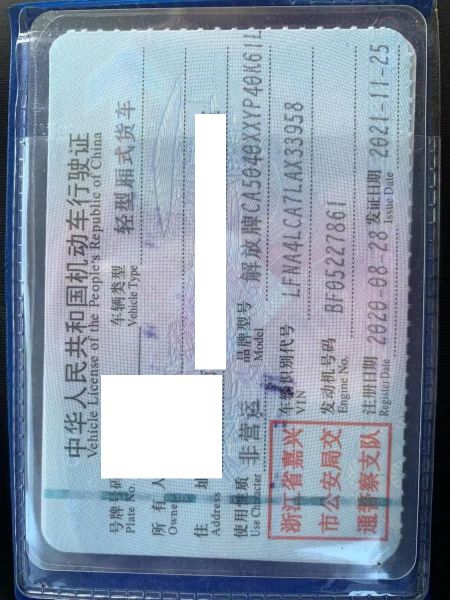 中华人民共和国机动车行驶证
Vehicle License of the People's Republic of China
号牌号码
Plate No.
车辆类型 轻型厢式货车
Vehicle Type
所有人
Owner
住 址
Address
使用性质 非营运
Use Character
品牌型号 解放牌CA5040XXYP40K61L
Model
浙江省嘉兴
市公安局交
通警察支队
车辆识别代号 LFNA4LCA7LAX33958
VIN
发动机号码 BF05227861
Engine No.
注册日期 2020-08-28
Register Date
发证日期 2021-11-25
Issue Date